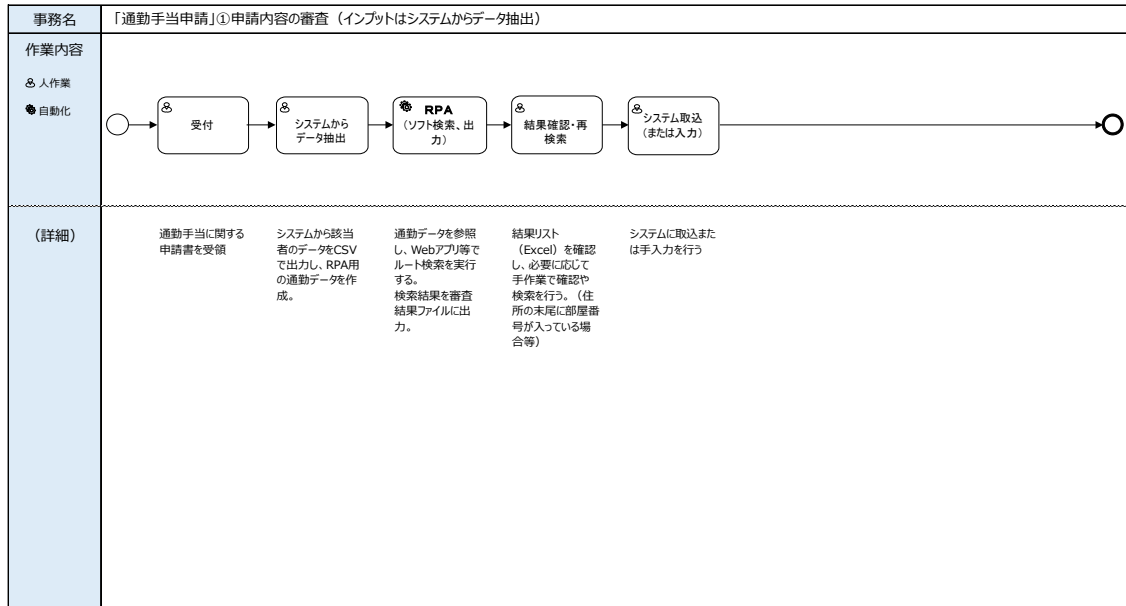 事務名
「通勤手当申請」①申請内容の審査（インプットはシステムからデータ抽出）
作業内容
人作業
自動化
受付
システムから
データ抽出
RPA
（ソフト検索、出
力）
結果確認・再
検索
システム取込
（または入力）
（詳細）
通勤手当に関する
申請書を受領
システムから該当
者のデータをCSV
で出力し、RPA用
の通勤データを作
成。
通勤データを参照
し、Webアプリ等で
ルート検索を実行
する。
検索結果を審査
結果ファイルに出
力。
結果リスト
（Excel）を確認
し、必要に応じて
手作業で確認や
検索を行う。（住
所の末尾に部屋番
号が入っている場
合等）
システムに取込また
は手入力を行う